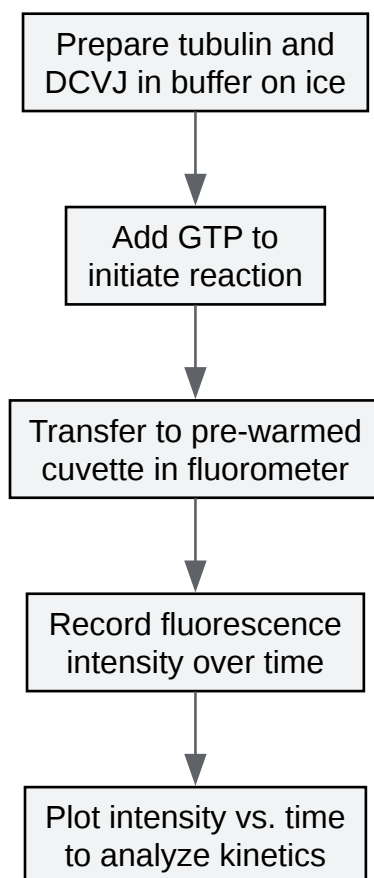 Prepare tubulin and
DCVJ in buffer on ice
Add GTP to
initiate reaction
Transfer to pre-warmed
cuvette in fluorometer
Record fluorescence
intensity over time
Plot intensity vs. time
to analyze kinetics